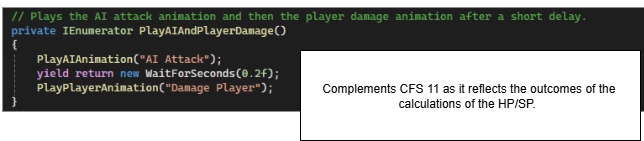 // Plays the AI attack animation and then the player damage animation after a short delay.
private IEnumerator PlayAIAndPlayerDamage()
{
PlayAIAnimation("AI Attack");
yield return new WaitForSeconds(0.2f);
PlayPlayerAnimation("Damage Player");
}
Complements CFS 11 as it reflects the outcomes of the
calculations of the HP/SP.